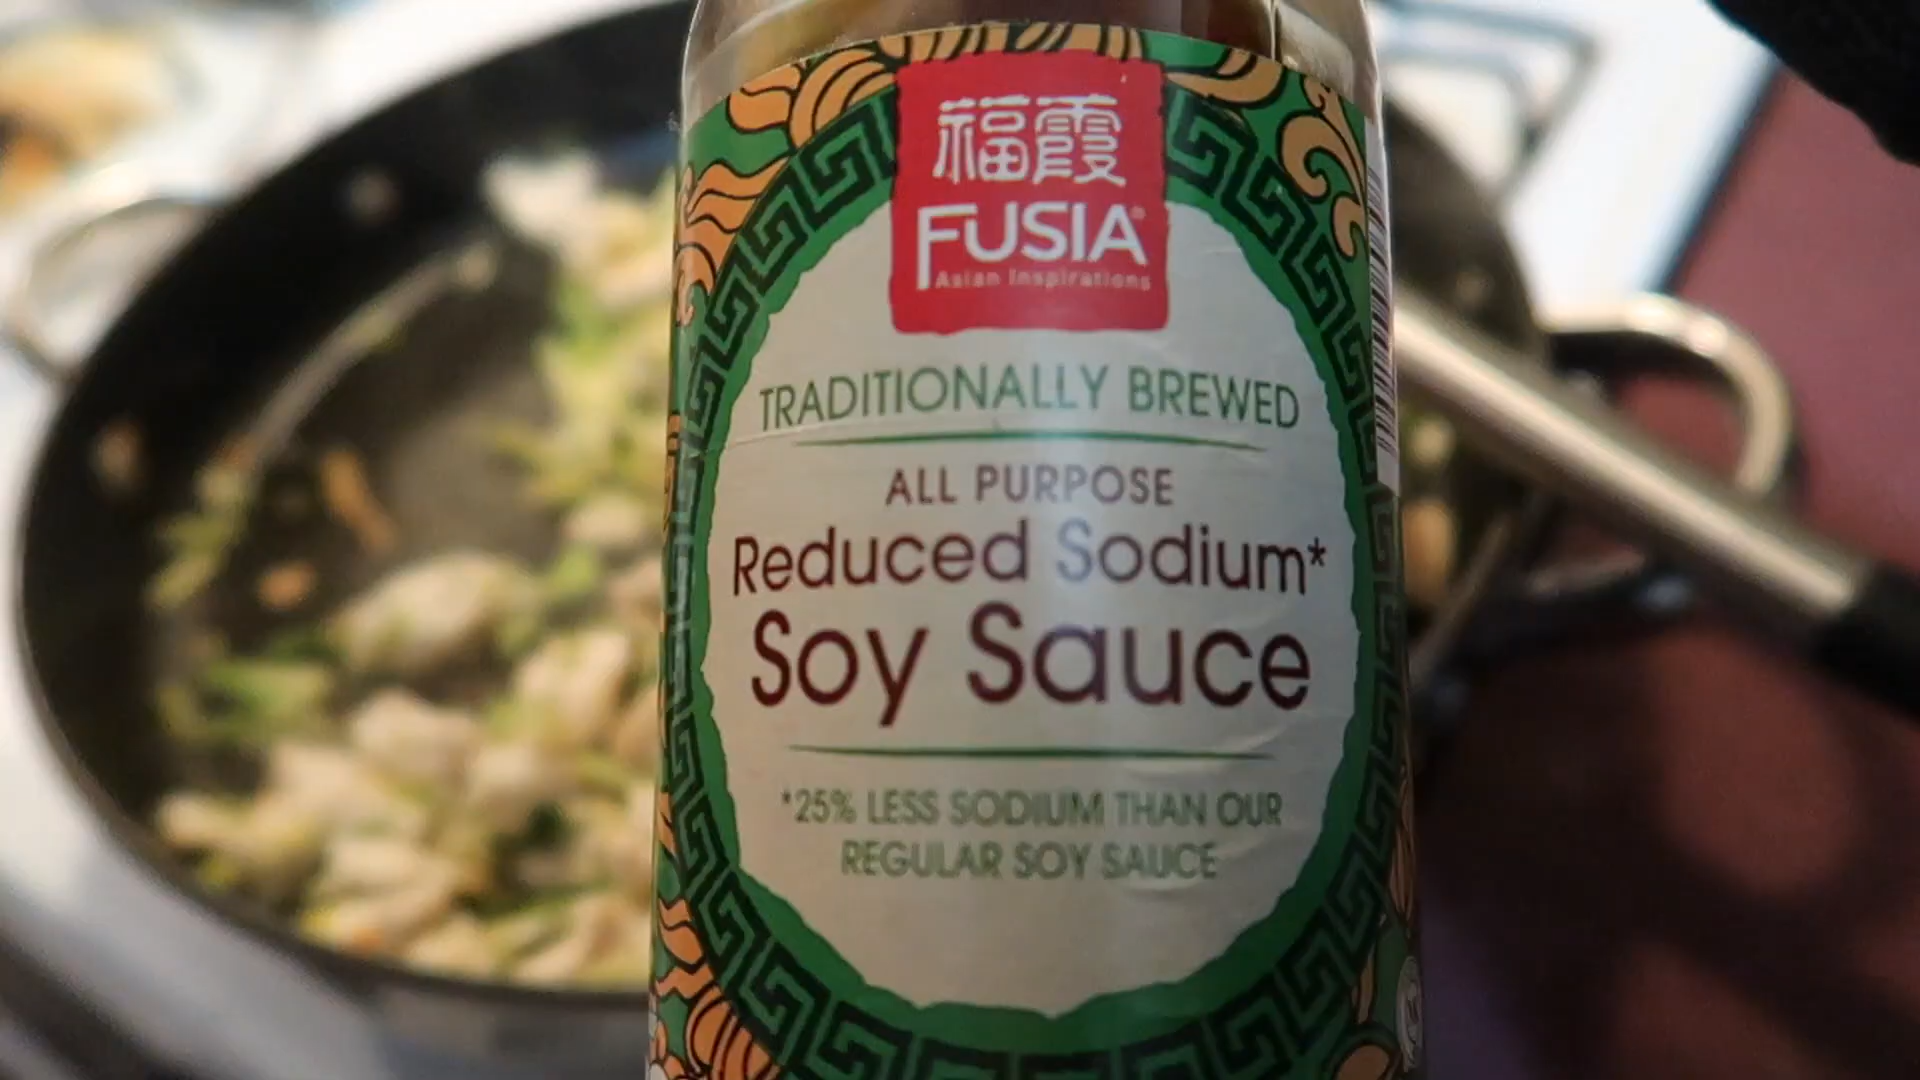 福霞
FUSIA®
Asian Inspirations
TRADITIONALLY BREWED
ALL PURPOSE
Reduced Sodium*
Soy Sauce
*25% LESS SODIUM THAN OUR
REGULAR SOY SAUCE